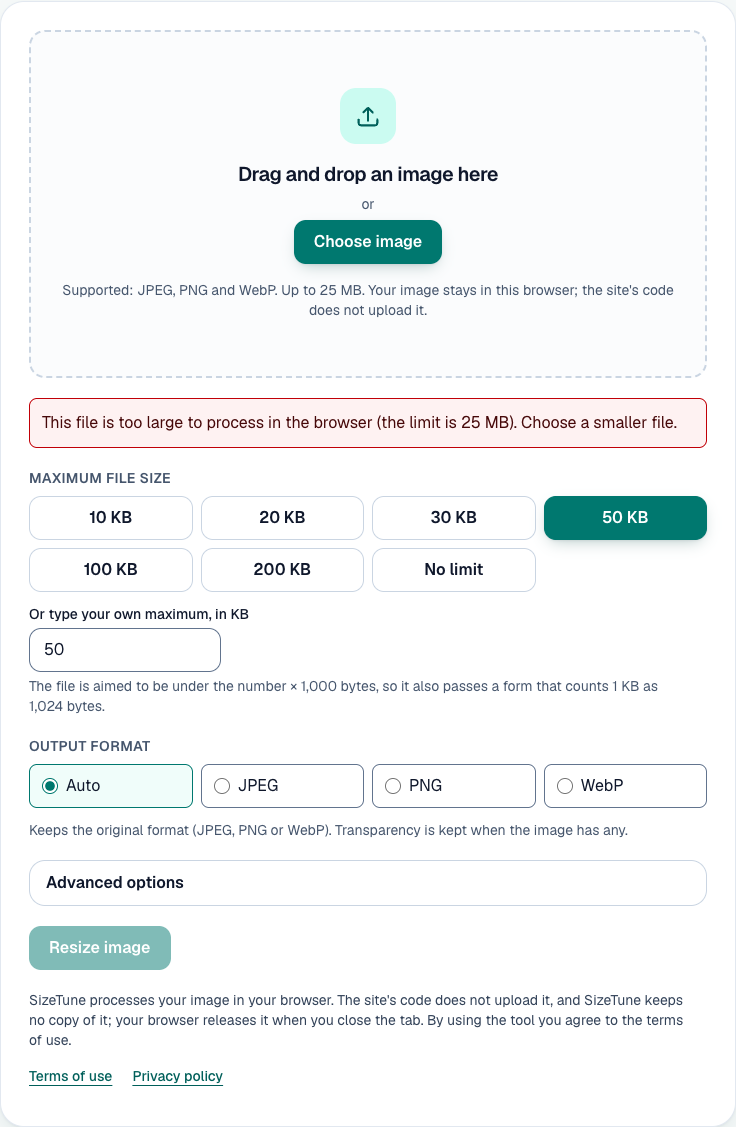 Drag and drop an image here
or
Choose image
Supported: JPEG, PNG and WebP. Up to 25 MB. Your image stays in this browser; the site's code
does not upload it.
This file is too large to process in the browser (the limit is 25 MB). Choose a smaller file.
MAXIMUM FILE SIZE
10 KB
20 KB
30 KB
50 KB
100 KB
200 KB
No limit
Or type your own maximum, in KB
50
The file is aimed to be under the number × 1,000 bytes, so it also passes a form that counts 1 KB as
1,024 bytes.
OUTPUT FORMAT
Auto
JPEG
PNG
WebP
Keeps the original format (JPEG, PNG or WebP). Transparency is kept when the image has any.
Advanced options
Resize image
SizeTune processes your image in your browser. The site's code does not upload it, and SizeTune keeps
no copy of it; your browser releases it when you close the tab. By using the tool you agree to the terms
of use.
Terms of use
Privacy policy